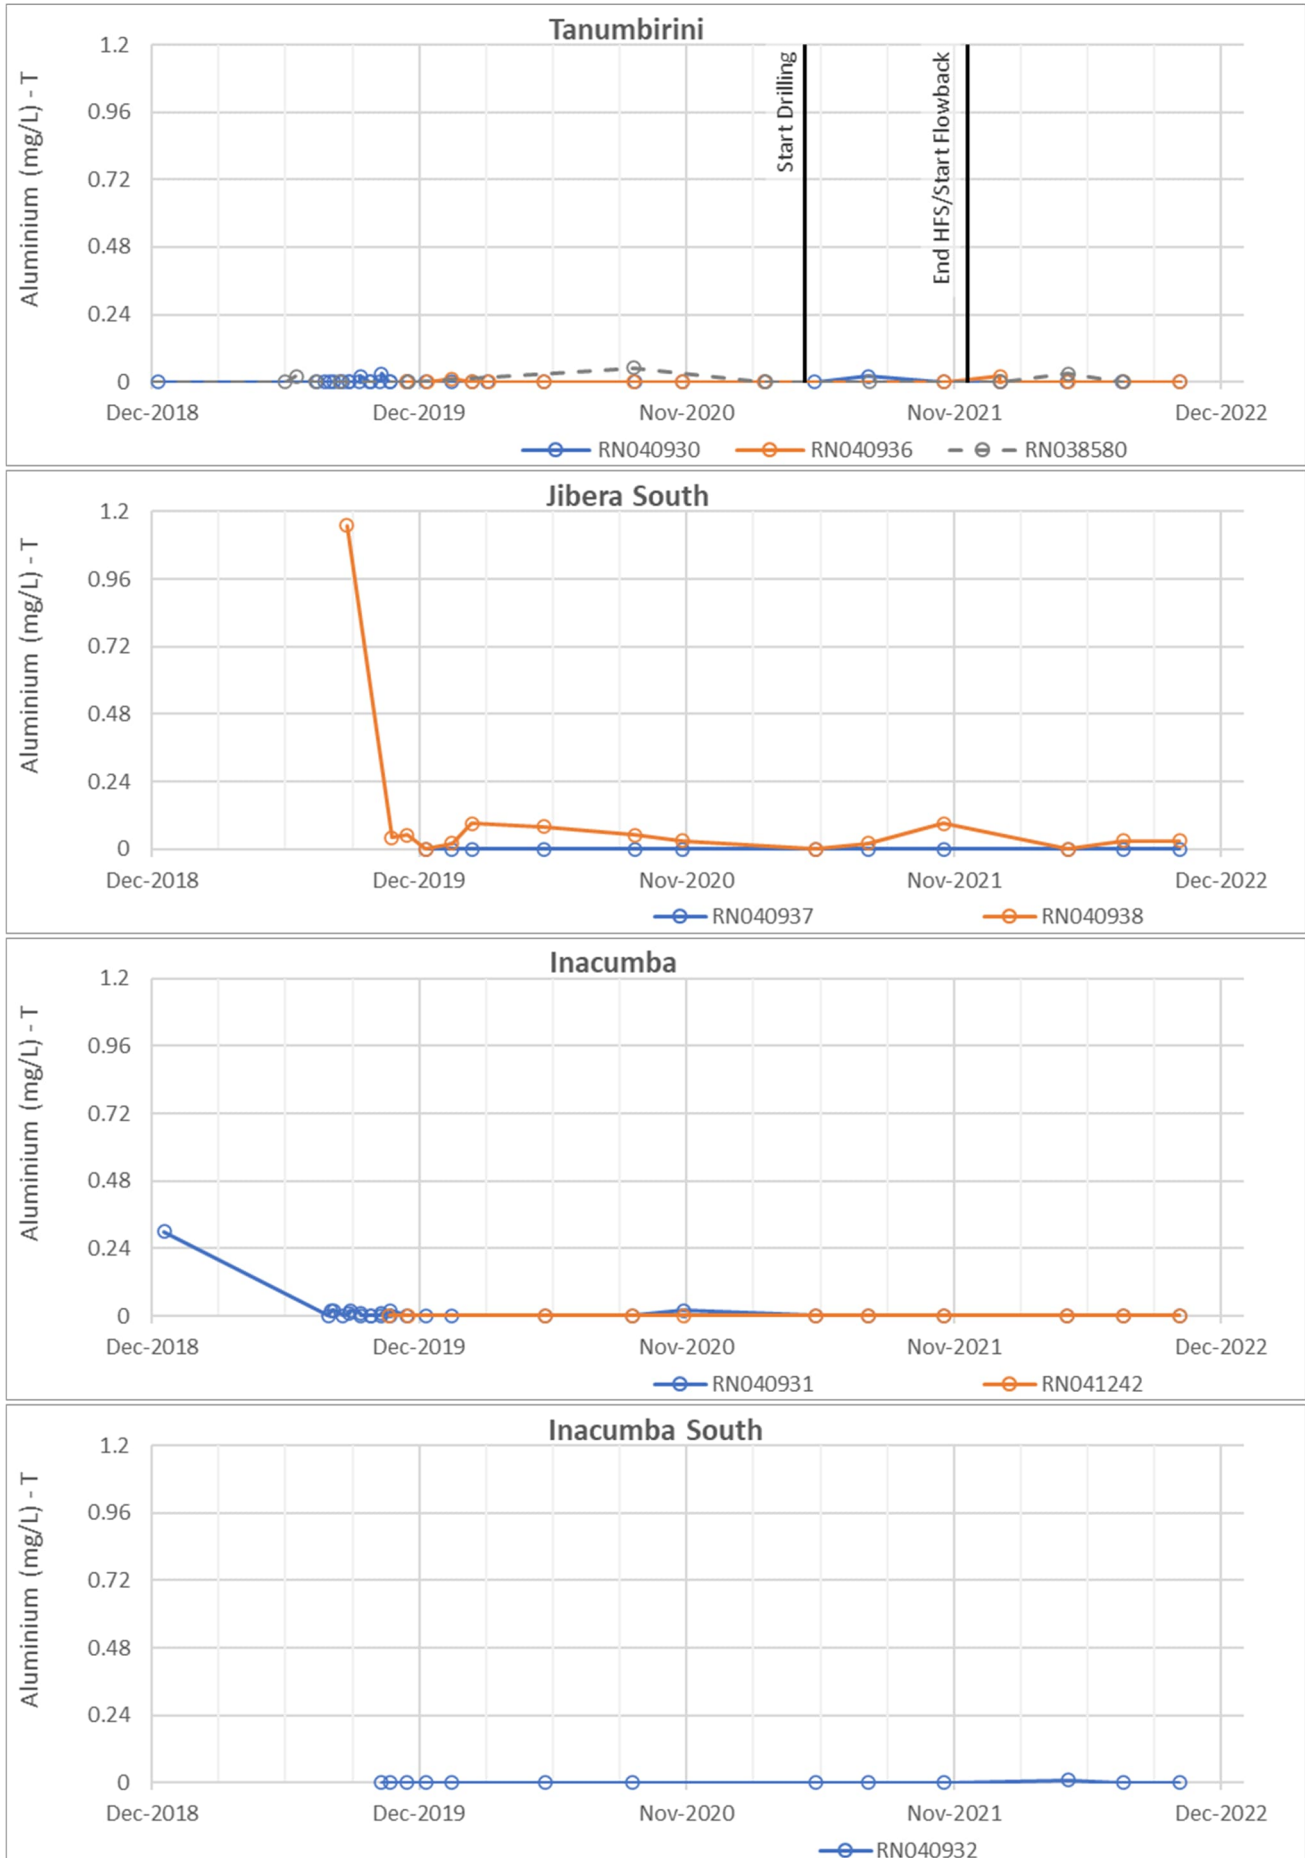 Tanumbirini
Aluminium (mg/L) - T
1.2
0.96
0.72
0.48
0.24
0
Start Drilling
End HFS/Start Flowback
Dec-2018 Dec-2019 Nov-2020 Nov-2021 Dec-2022
RN040930 RN040936 RN038580
Jibera South
Aluminium (mg/L) - T
1.2
0.96
0.72
0.48
0.24
0
Dec-2018 Dec-2019 Nov-2020 Nov-2021 Dec-2022
RN040937 RN040938
Inacumba
Aluminium (mg/L) - T
1.2
0.96
0.72
0.48
0.24
0
Dec-2018 Dec-2019 Nov-2020 Nov-2021 Dec-2022
RN040931 RN041242
Inacumba South
Aluminium (mg/L) - T
1.2
0.96
0.72
0.48
0.24
0
Dec-2018 Dec-2019 Nov-2020 Nov-2021 Dec-2022
RN040932